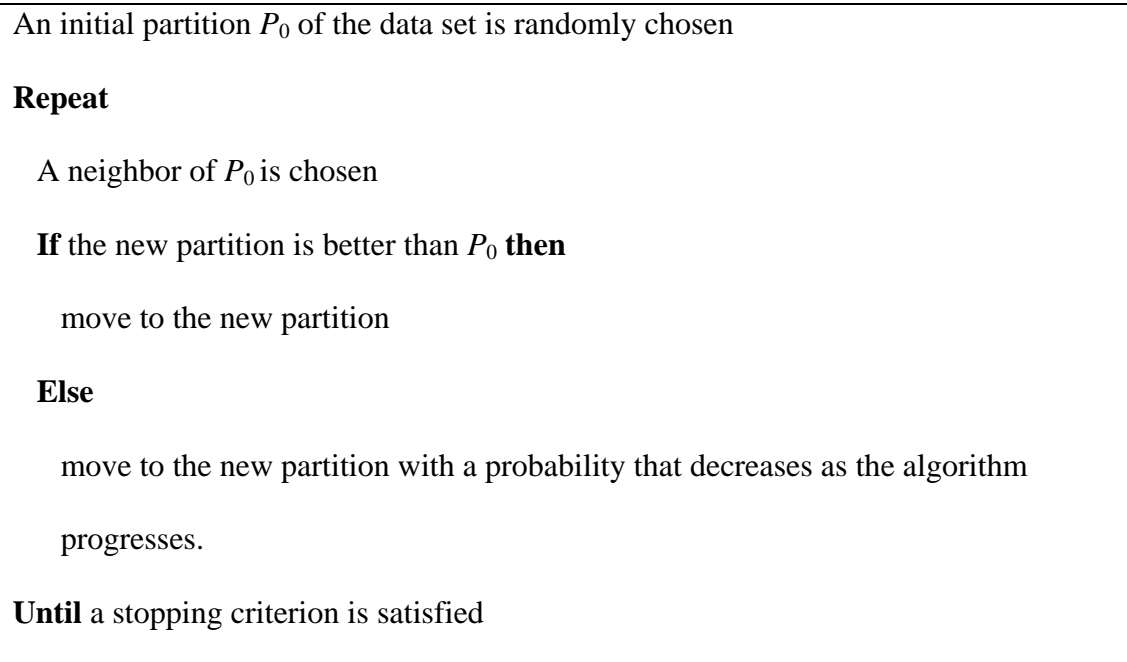 An initial partition P0 of the data set is randomly chosen
Repeat
A neighbor of P0 is chosen
If the new partition is better than P0 then
move to the new partition
Else
move to the new partition with a probability that decreases as the algorithm
progresses.
Until a stopping criterion is satisfied